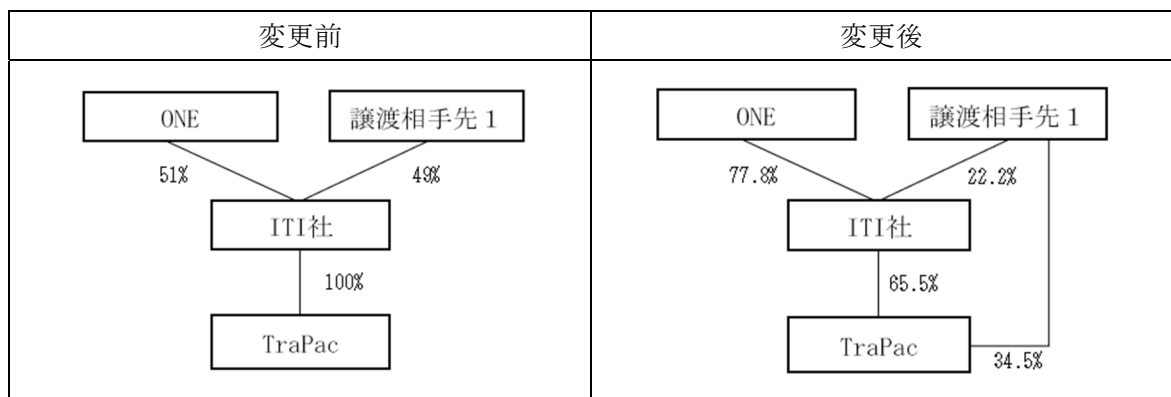 変更前
変更後
ONE
譲渡相手先1
51%
49%
ITI社
100%
TraPac
ONE
譲渡相手先1
77.8%
22.2%
ITI社
65.5%
TraPac
34.5%